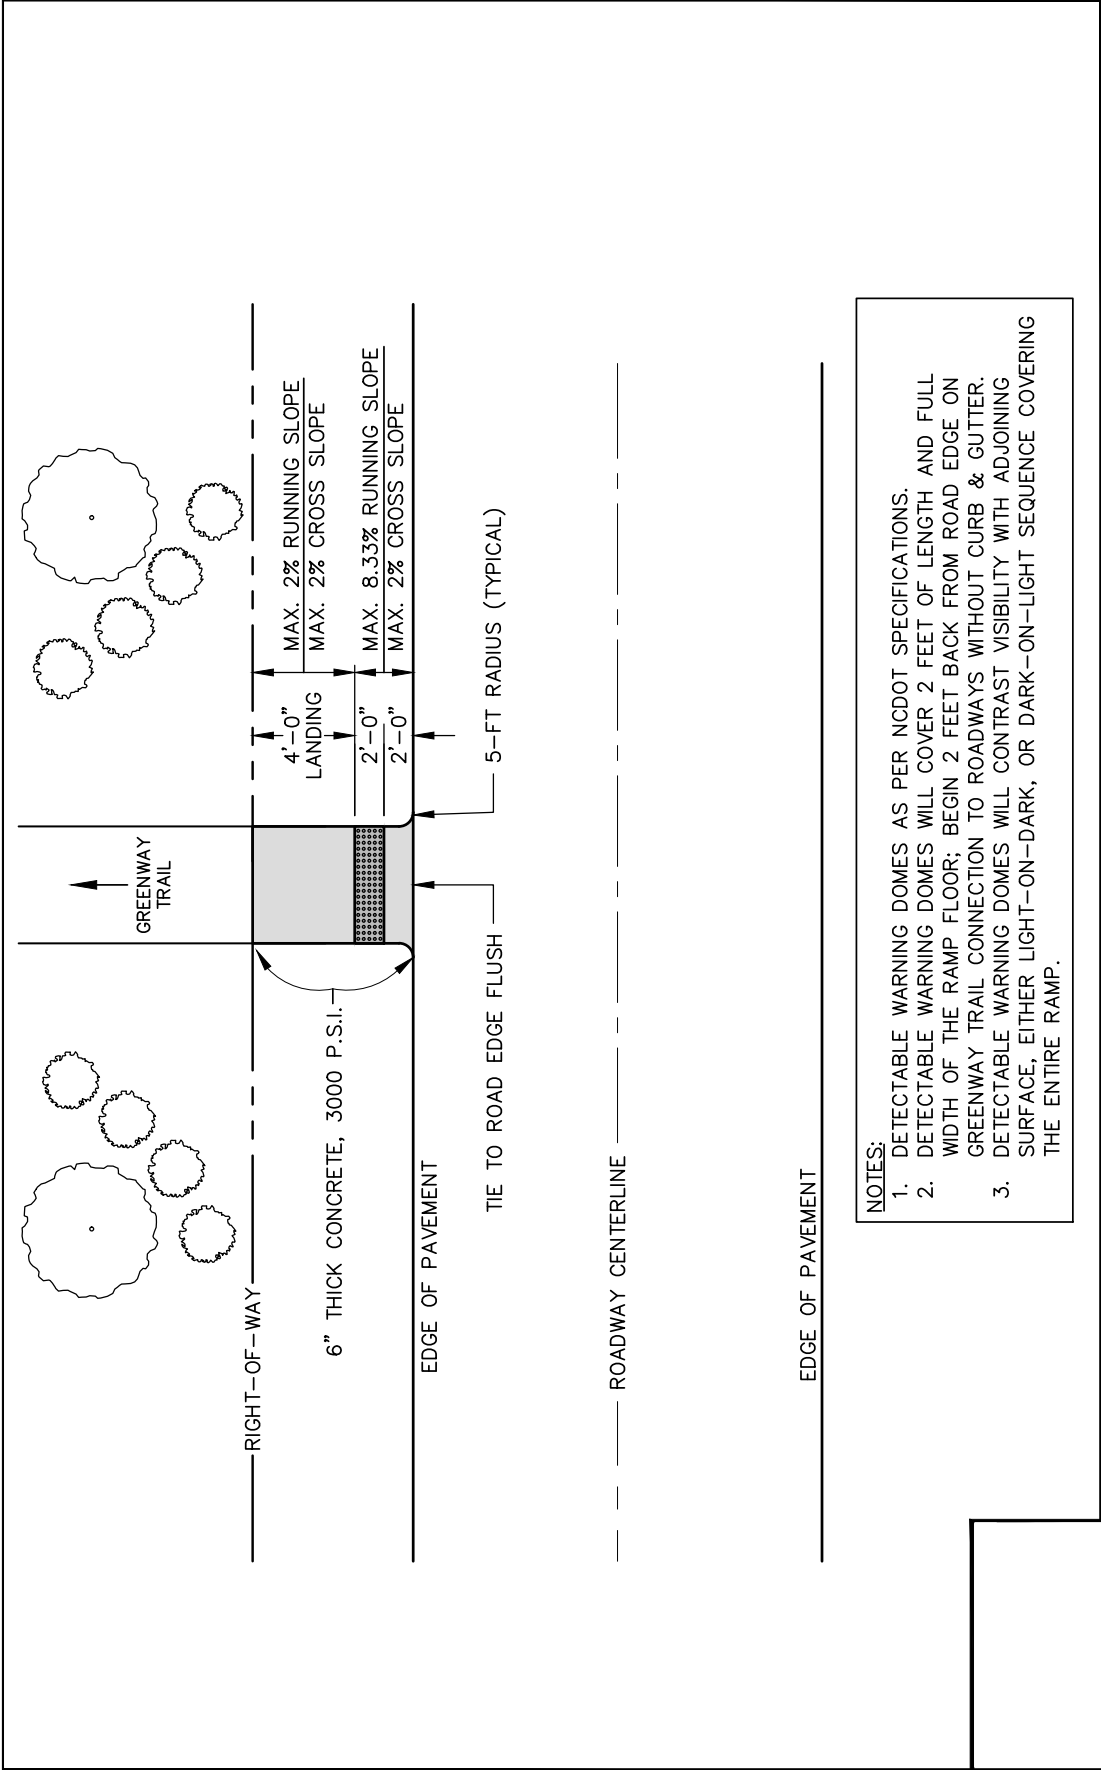 GREENWAY
TRAIL
RIGHT-OF-WAY
4'-0"
LANDING
MAX. 2% RUNNING SLOPE
MAX. 2% CROSS SLOPE
2'-0"
2'-0"
MAX. 8.33% RUNNING SLOPE
MAX. 2% CROSS SLOPE
6" THICK CONCRETE, 3000 P.S.I.
EDGE OF PAVEMENT
TIE TO ROAD EDGE FLUSH
5-FT RADIUS (TYPICAL)
ROADWAY CENTERLINE
EDGE OF PAVEMENT
NOTES:
1. DETECTABLE WARNING DOMES AS PER NCDOT SPECIFICATIONS.
2. DETECTABLE WARNING DOMES WILL COVER 2 FEET OF LENGTH AND FULL
WIDTH OF THE RAMP FLOOR; BEGIN 2 FEET BACK FROM ROAD EDGE ON
GREENWAY TRAIL CONNECTION TO ROADWAYS WITHOUT CURB & GUTTER.
3. DETECTABLE WARNING DOMES WILL CONTRAST VISIBILITY WITH ADJOINING
SURFACE, EITHER LIGHT-ON-DARK, OR DARK-ON-LIGHT SEQUENCE COVERING
THE ENTIRE RAMP.